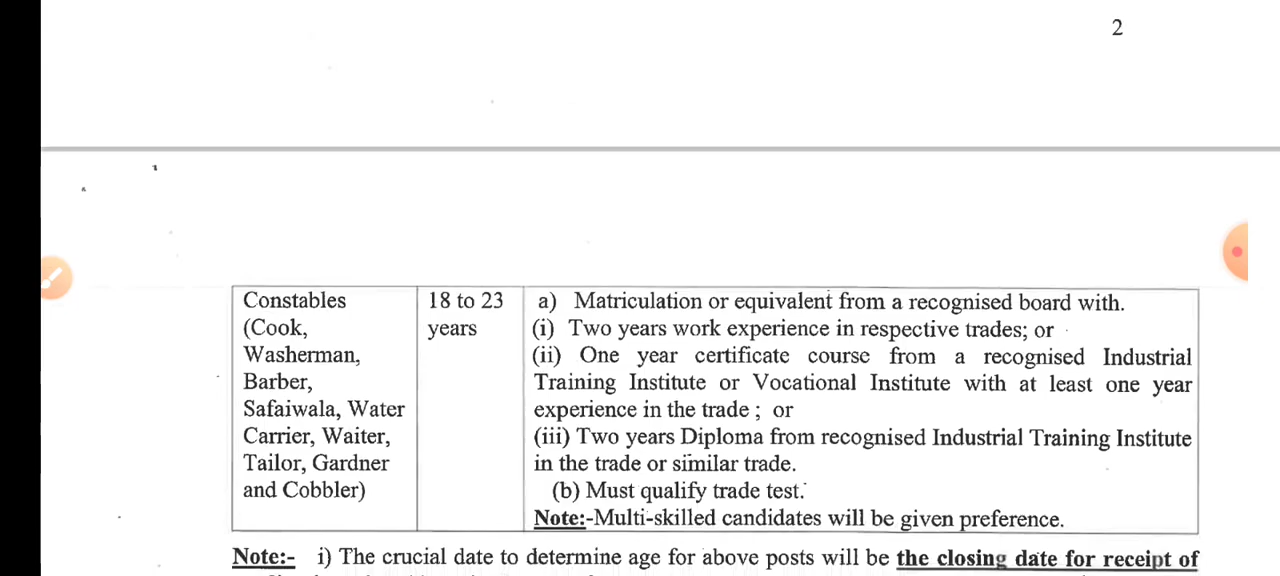 2
Constables
(Cook,
Washerman,
Barber,
Safaiwala, Water
Carrier, Waiter,
Tailor, Gardner
and Cobbler)
18 to 23
years
a) Matriculation or equivalent from a recognised board with.
(i) Two years work experience in respective trades; or
(ii) One year certificate course from a recognised Industrial
Training Institute or Vocational Institute with at least one year
experience in the trade ; or
(iii) Two years Diploma from recognised Industrial Training Institute
in the trade or similar trade.
(b) Must qualify trade test.
Note:-Multi-skilled candidates will be given preference.
Note:- i) The crucial date to determine age for above posts will be the closing date for receipt of